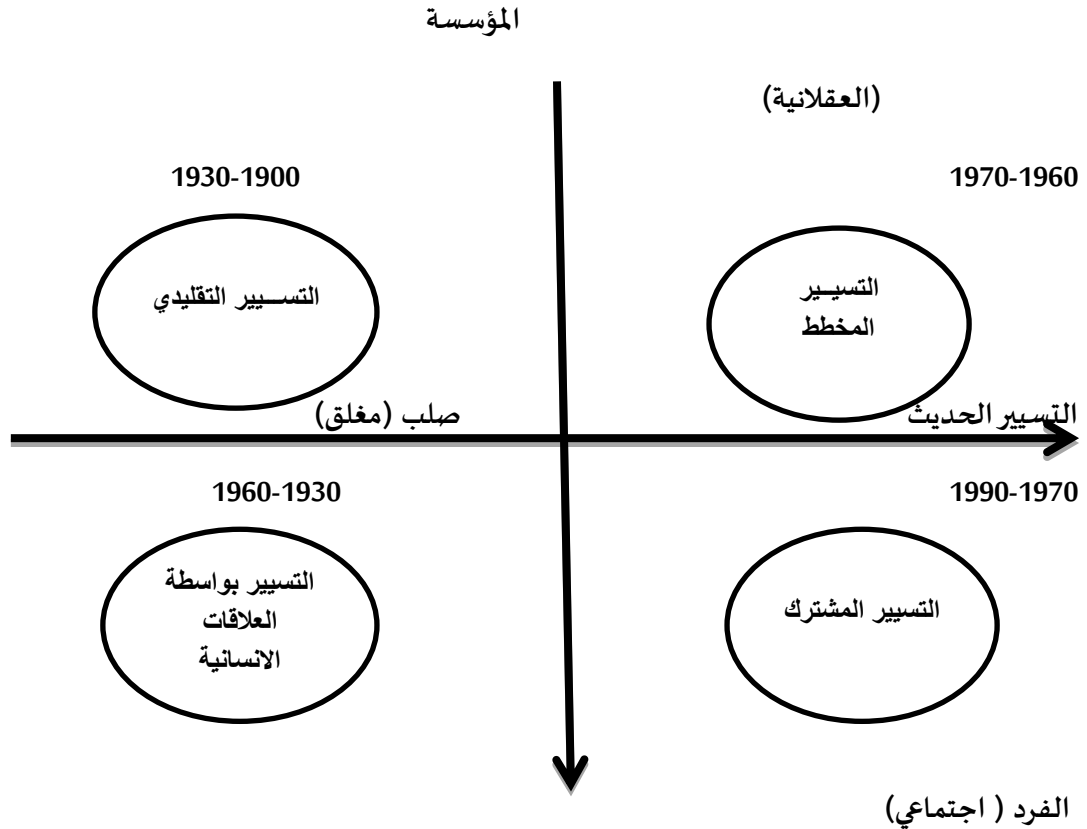 المؤسسة
(العقلانية)
1900-1930
1960-1970
التســـيير التقليدي
التسيــير
المخطط
صلب (مغلق)
التسيير الحديث
1930-1960
1970-1990
التسيير بواسطة
العلاقات
الانسانية
التسيير المشترك
الفرد ( اجتماعي)